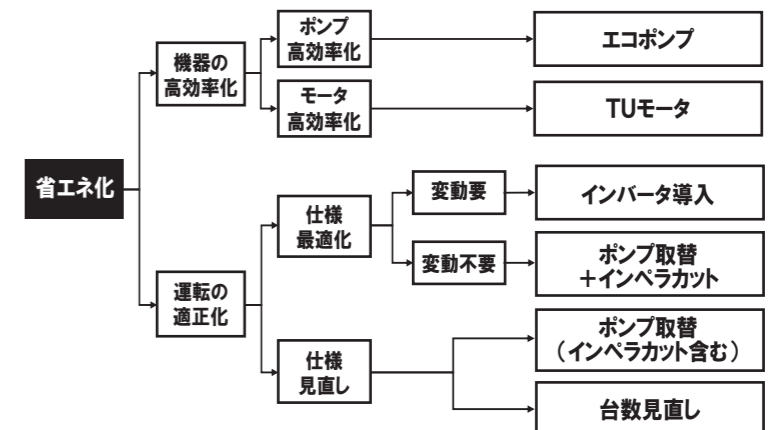 省エネ化
機器の
高効率化
ポンプ
高効率化
エコポンプ
モータ
高効率化
TUモータ
運転の
適正化
仕様
最適化
変動要
インバータ導入
変動不要
ポンプ取替
＋インペラカット
仕様
見直し
ポンプ取替
（インペラカット含む）
台数見直し